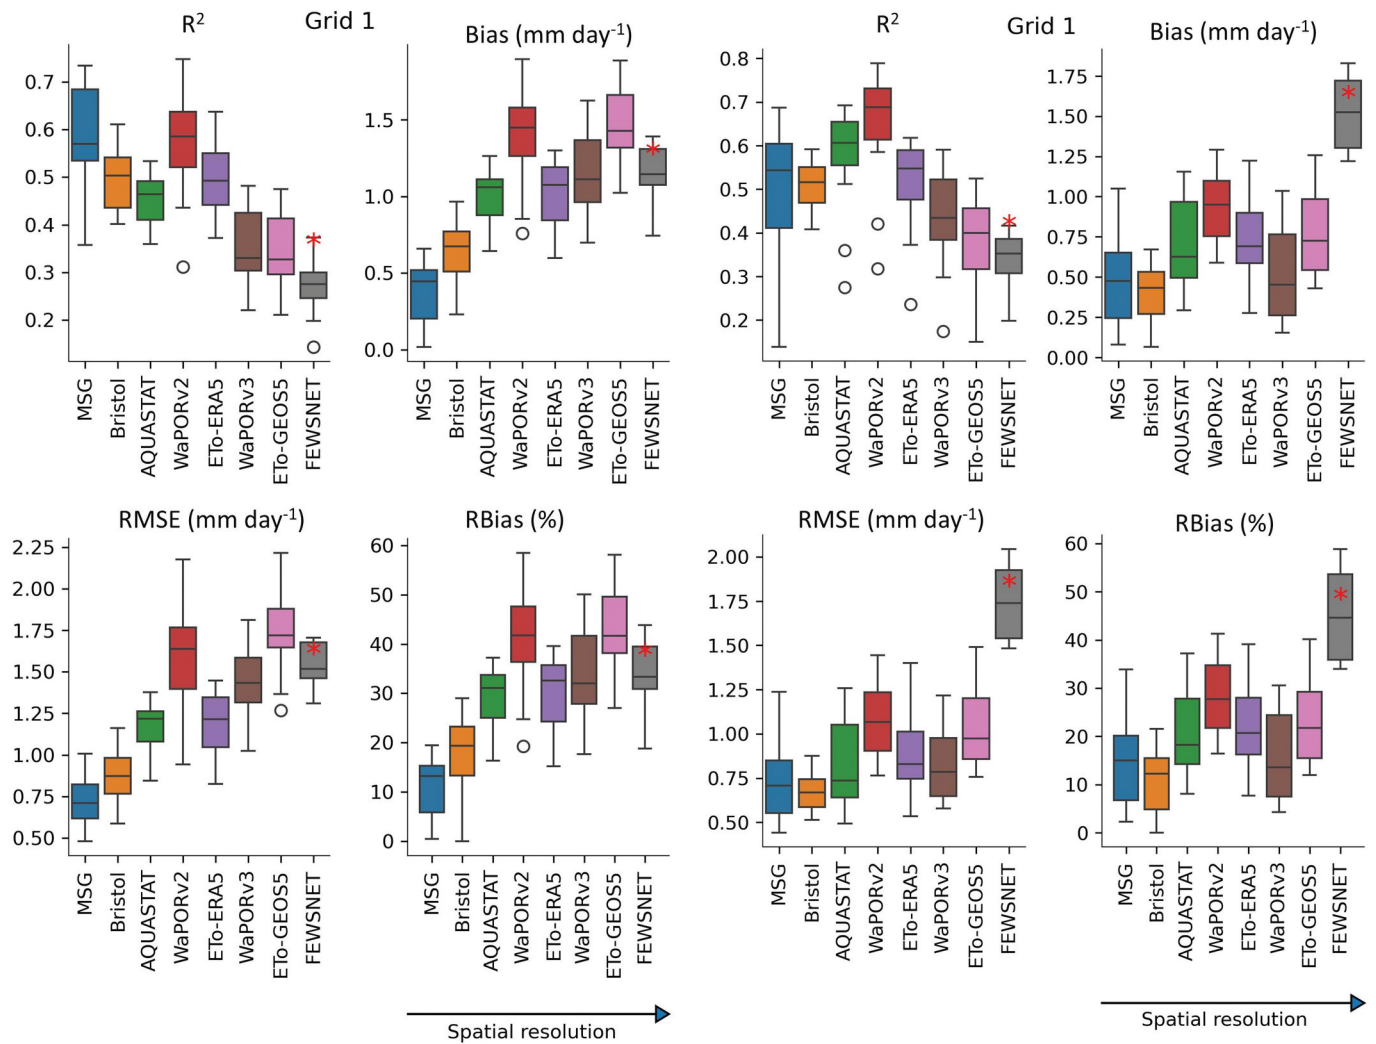 R²
Grid 1
Bias (mm day⁻¹)
0.7
0.6
0.5
0.4
0.3
0.2
MSG
Bristol
AQUASTAT
WaPORv2
ETo-ERA5
WaPORv3
ETo-GEOS5
FEWSNET
1.5
1.0
0.5
0.0
MSG
Bristol
AQUASTAT
WaPORv2
ETo-ERA5
WaPORv3
ETo-GEOS5
FEWSNET
R²
Grid 1
Bias (mm day⁻¹)
0.8
0.7
0.6
0.5
0.4
0.3
0.2
MSG
Bristol
AQUASTAT
WaPORv2
ETo-ERA5
WaPORv3
ETo-GEOS5
FEWSNET
1.75
1.50
1.25
1.00
0.75
0.50
0.25
0.00
MSG
Bristol
AQUASTAT
WaPORv2
ETo-ERA5
WaPORv3
ETo-GEOS5
FEWSNET
RMSE (mm day⁻¹)
2.25
2.00
1.75
1.50
1.25
1.00
0.75
0.50
MSG
Bristol
AQUASTAT
WaPORv2
ETo-ERA5
WaPORv3
ETo-GEOS5
FEWSNET
RBias (%)
60
50
40
30
20
10
0
MSG
Bristol
AQUASTAT
WaPORv2
ETo-ERA5
WaPORv3
ETo-GEOS5
FEWSNET
Spatial resolution
RMSE (mm day⁻¹)
2.00
1.75
1.50
1.25
1.00
0.75
0.50
MSG
Bristol
AQUASTAT
WaPORv2
ETo-ERA5
WaPORv3
ETo-GEOS5
FEWSNET
RBias (%)
60
50
40
30
20
10
0
MSG
Bristol
AQUASTAT
WaPORv2
ETo-ERA5
WaPORv3
ETo-GEOS5
FEWSNET
Spatial resolution